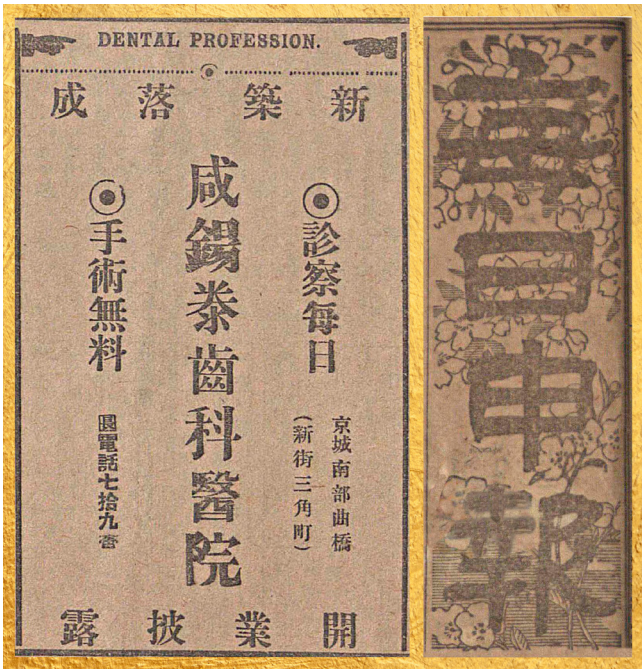 DENTAL PROFESSION.
新築落成
◉診察每日
京城南部曲橋
(新街三角町)
咸錫泰齒科醫院
◉手術無料
電話七拾九番
開業披露
每日申報